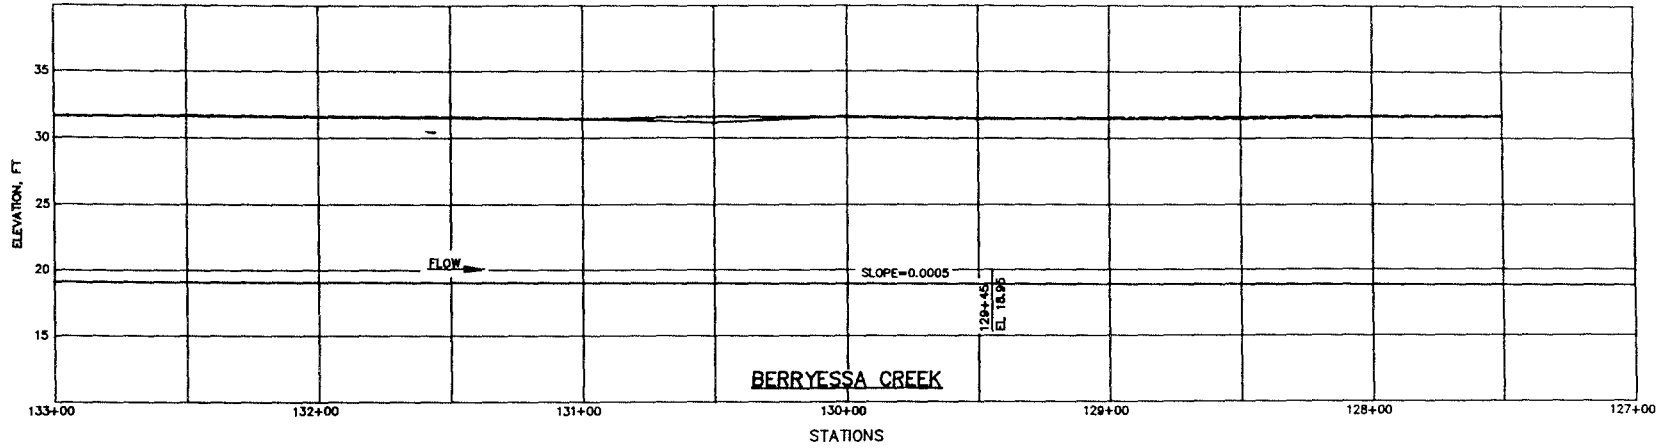 35
30
25
20
15
ELEVATION, FT
FLOW
SLOPE=0.0005
129+45
EL 18.95
BERRYESSA CREEK
133+00 132+00 131+00 130+00 129+00 128+00 127+00
STATIONS